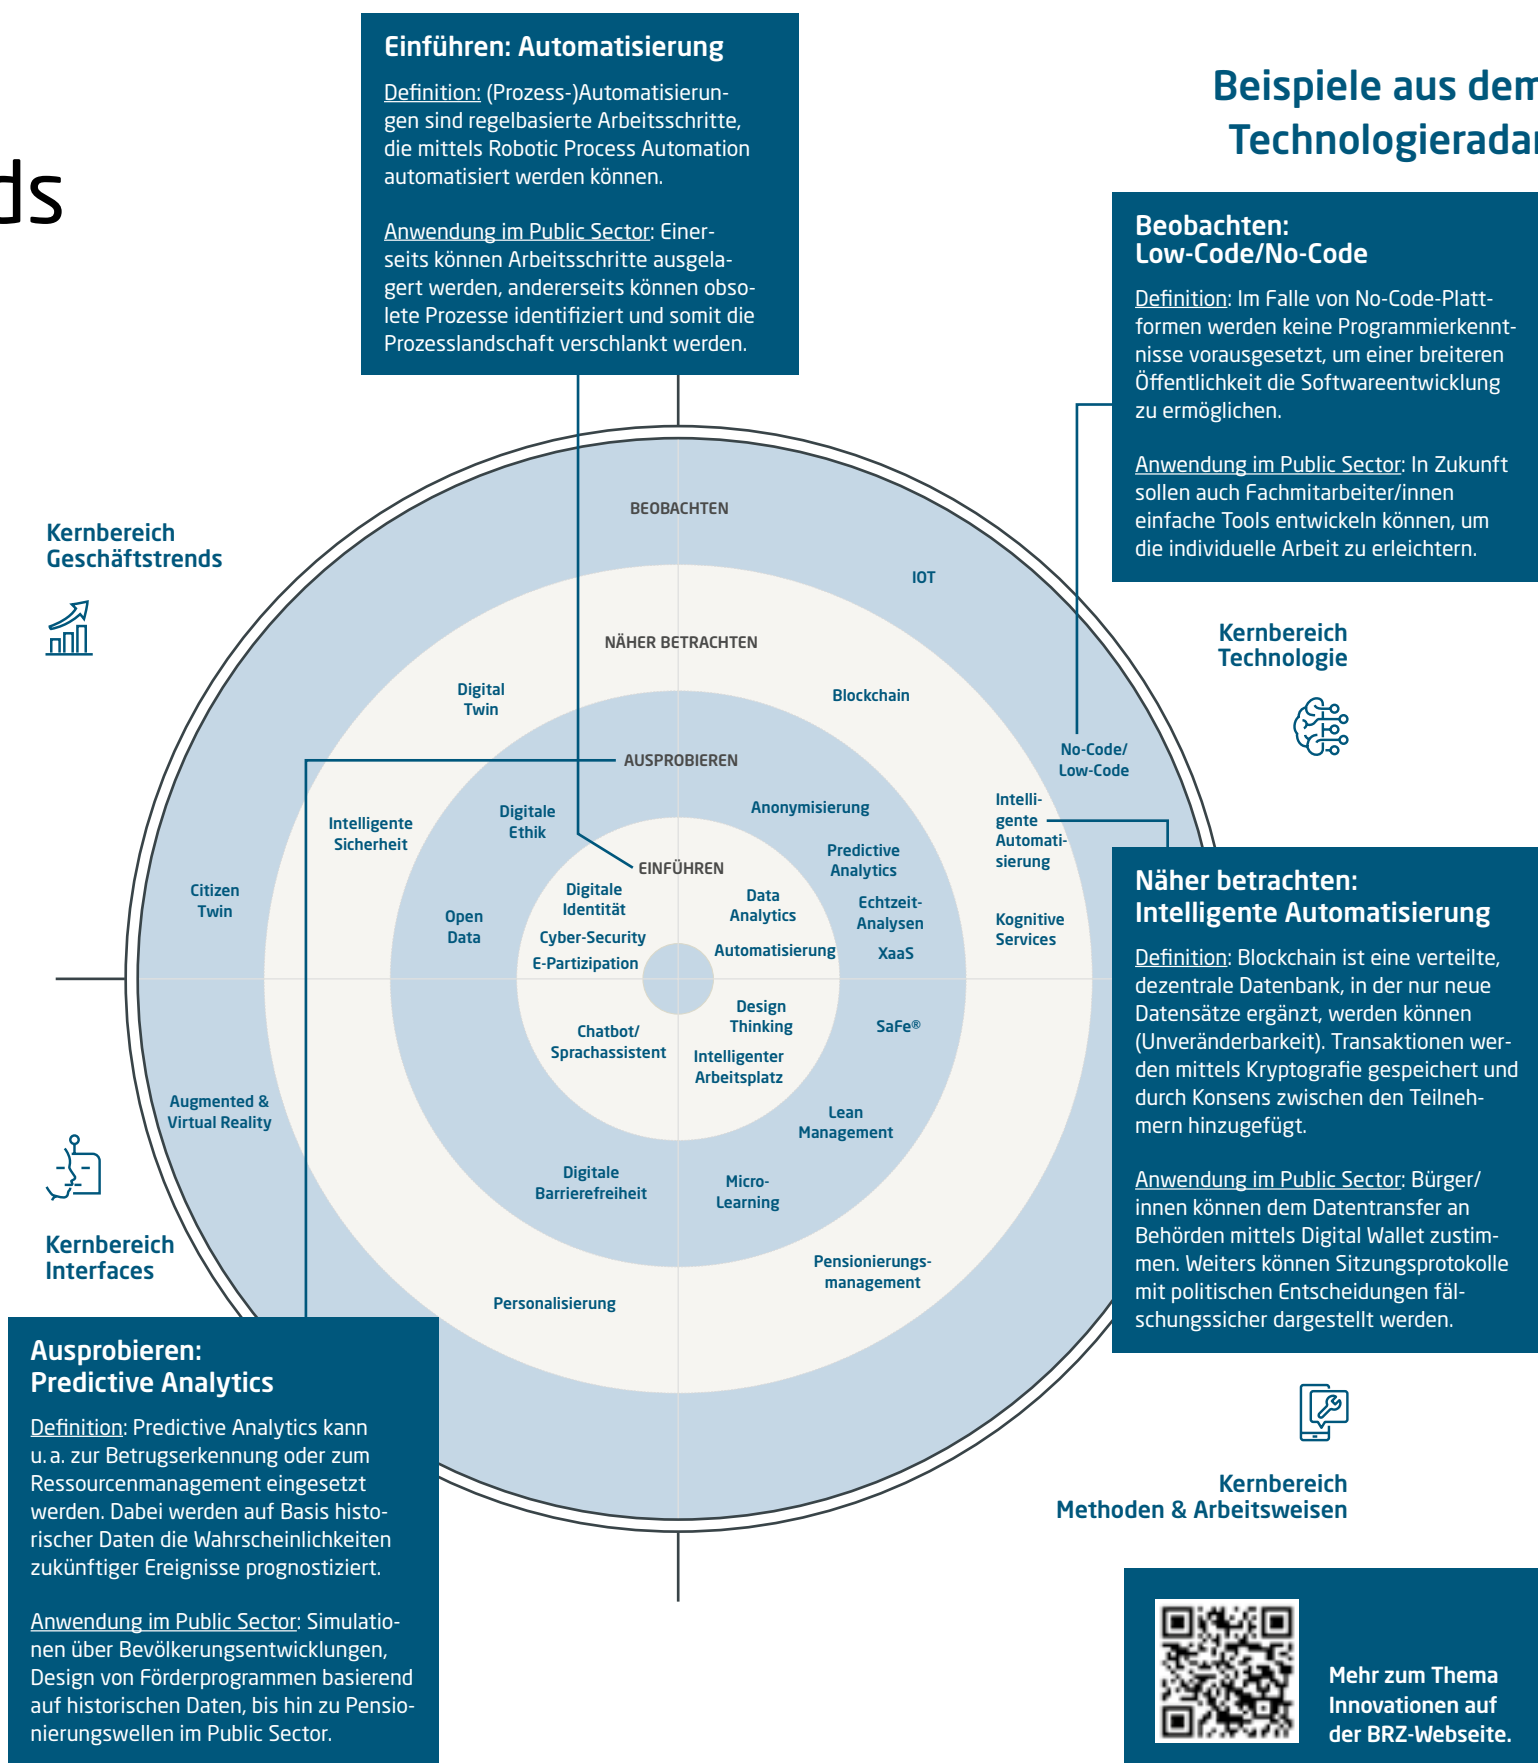 ds
Einführen: Automatisierung
Definition: (Prozess-)Automatisierun-
gen sind regelbasierte Arbeitsschritte,
die mittels Robotic Process Automation
automatisiert werden können.
Anwendung im Public Sector: Einer-
seits können Arbeitsschritte ausgela-
gert werden, andererseits können obso-
lete Prozesse identifiziert und somit die
Prozesslandschaft verschlankt werden.
Beispiele aus dem
Technologieradar
Beobachten:
Low-Code/No-Code
Definition: Im Falle von No-Code-Platt-
formen werden keine Programmierkennt-
nisse vorausgesetzt, um einer breiteren
Öffentlichkeit die Softwareentwicklung
zu ermöglichen.
Anwendung im Public Sector: In Zukunft
sollen auch Fachmitarbeiter/innen
einfache Tools entwickeln können, um
die individuelle Arbeit zu erleichtern.
Kernbereich
Geschäftstrends
Kernbereich
Technologie
BEOBACHTEN
IOT
NÄHER BETRACHTEN
Digital
Twin
Blockchain
No-Code/
Low-Code
AUSPROBIEREN
Digitale
Ethik
Anonymisierung
Intelli-
gente
Automati-
sierung
Intelligente
Sicherheit
Predictive
Analytics
EINFÜHREN
Citizen
Twin
Open
Data
Digitale
Identität
Data
Analytics
Echtzeit-
Analysen
Kognitive
Services
Cyber-Security
E-Partizipation
Automatisierung
XaaS
Design
Thinking
SaFe®
Chatbot/
Sprachassistent
Intelligenter
Arbeitsplatz
Augmented &
Virtual Reality
Lean
Management
Digitale
Barrierefreiheit
Micro-
Learning
Pensionierungs-
management
Personalisierung
Kernbereich
Interfaces
Näher betrachten:
Intelligente Automatisierung
Definition: Blockchain ist eine verteilte,
dezentrale Datenbank, in der nur neue
Datensätze ergänzt, werden können
(Unveränderbarkeit). Transaktionen wer-
den mittels Kryptografie gespeichert und
durch Konsens zwischen den Teilneh-
mern hinzugefügt.
Anwendung im Public Sector: Bürger/
innen können dem Datentransfer an
Behörden mittels Digital Wallet zustim-
men. Weiters können Sitzungsprotokolle
mit politischen Entscheidungen fäl-
schungssicher dargestellt werden.
Ausprobieren:
Predictive Analytics
Definition: Predictive Analytics kann
u. a. zur Betrugserkennung oder zum
Ressourcenmanagement eingesetzt
werden. Dabei werden auf Basis histo-
rischer Daten die Wahrscheinlichkeiten
zukünftiger Ereignisse prognostiziert.
Anwendung im Public Sector: Simulatio-
nen über Bevölkerungsentwicklungen,
Design von Förderprogrammen basierend
auf historischen Daten, bis hin zu Pensio-
nierungswellen im Public Sector.
Kernbereich
Methoden & Arbeitsweisen
Mehr zum Thema
Innovationen auf
der BRZ-Webseite.